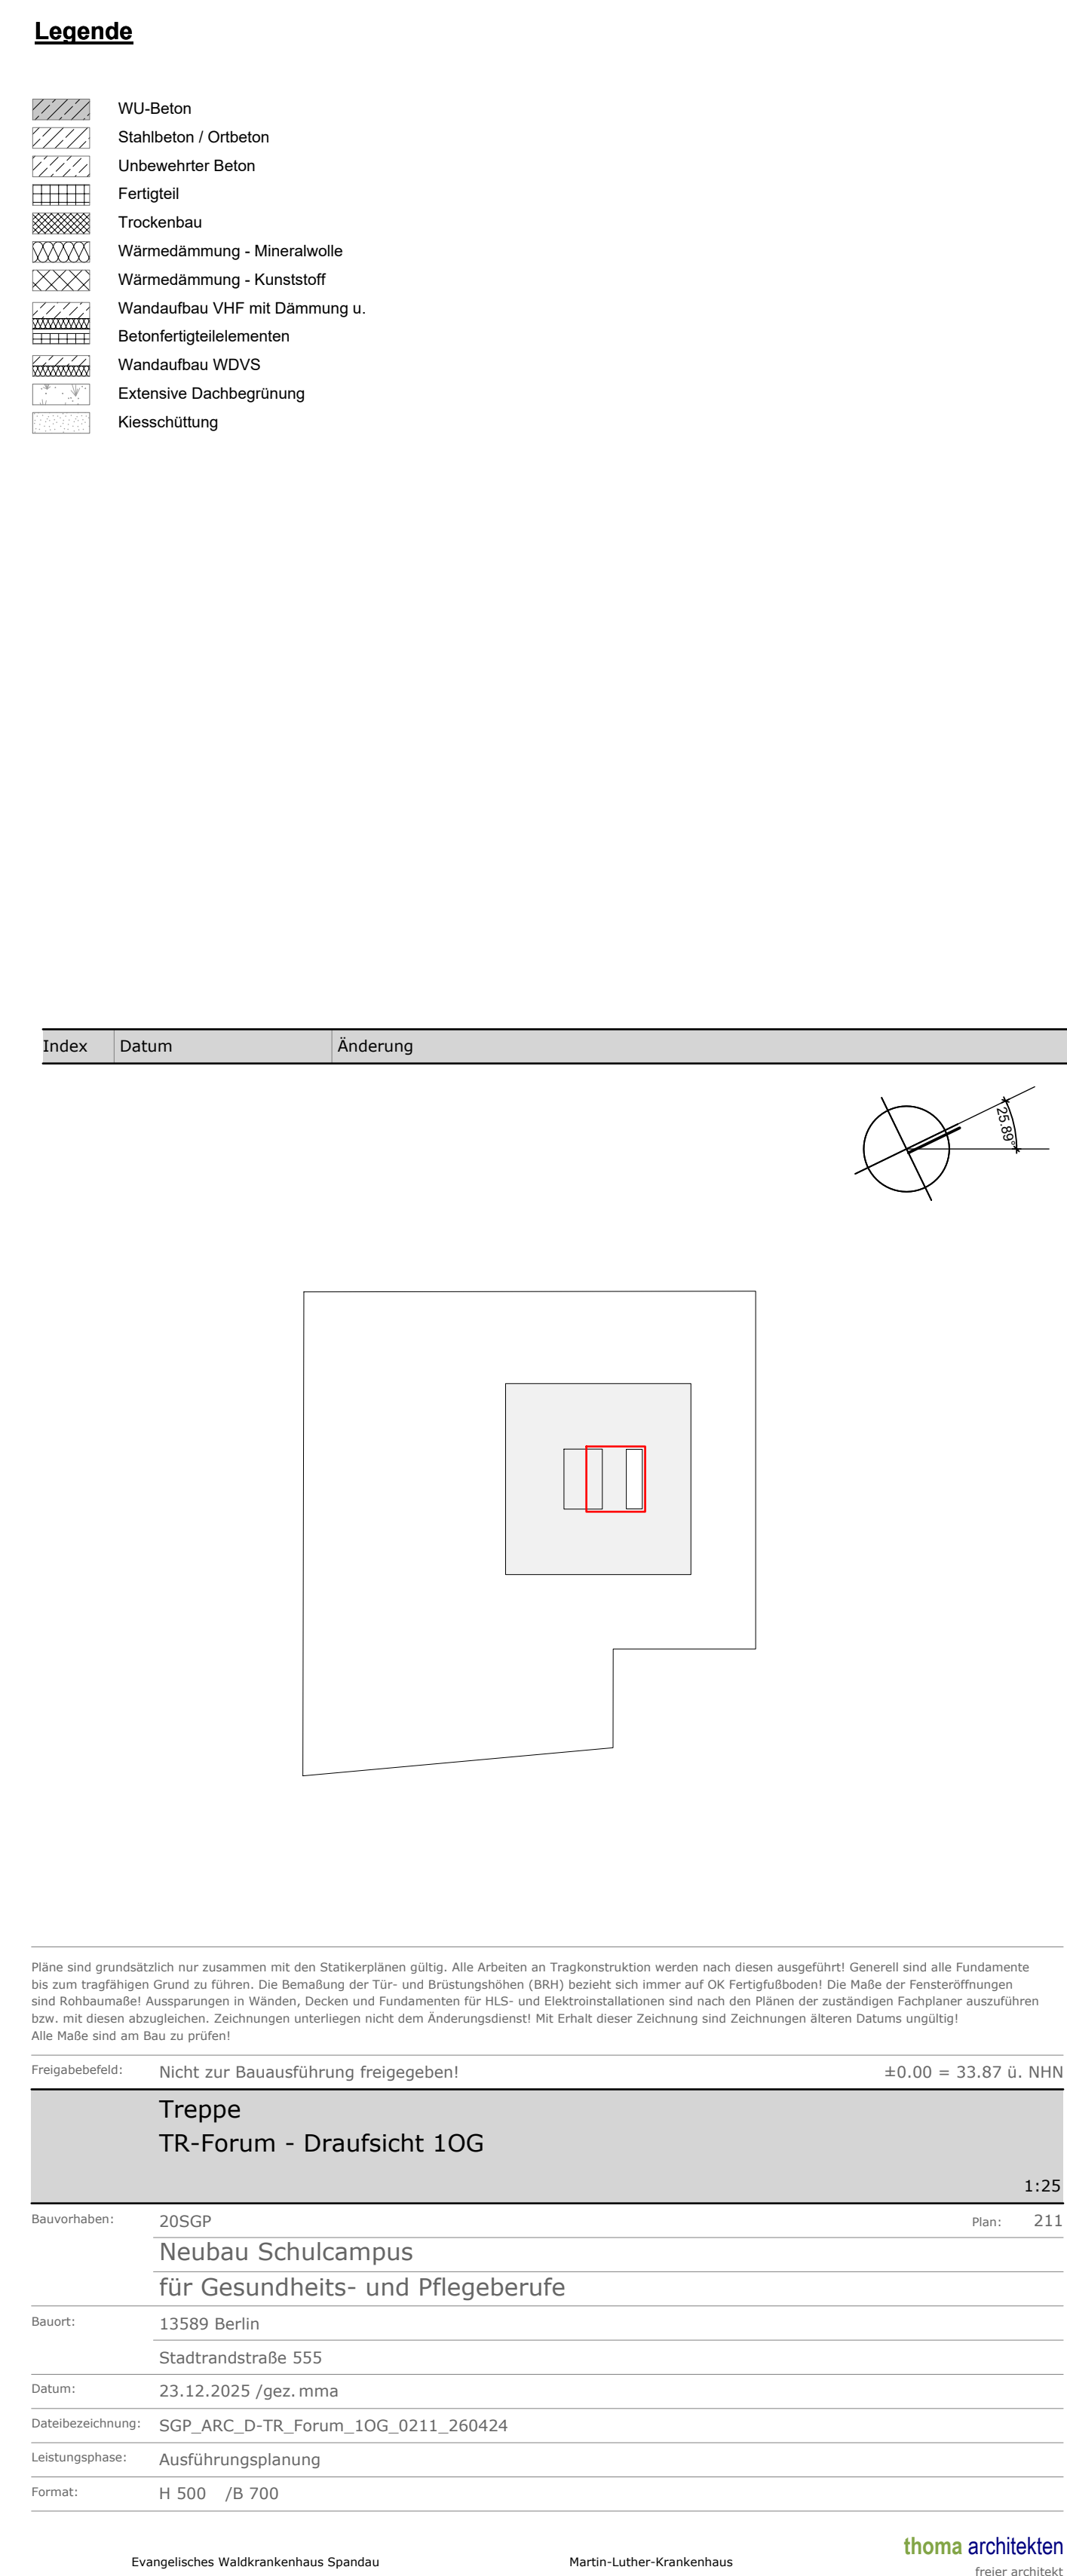 Legende
WU-Beton
Stahlbeton / Ortbeton
Unbewehrter Beton
Fertigteil
Trockenbau
Wärmedämmung - Mineralwolle
Wärmedämmung - Kunststoff
Wandaufbau VHF mit Dämmung u.
Betonfertigteilelementen
Wandaufbau WDVS
Extensive Dachbegrünung
Kiesschüttung
Index Datum Änderung
25.89°
Pläne sind grundsätzlich nur zusammen mit den Statikerplänen gültig. Alle Arbeiten an Tragkonstruktion werden nach diesen ausgeführt! Generell sind alle Fundamente
bis zum tragfähigen Grund zu führen. Die Bemaßung der Tür- und Brüstungshöhen (BRH) bezieht sich immer auf OK Fertigfußboden! Die Maße der Fensteröffnungen
sind Rohbaumaße! Aussparungen in Wänden, Decken und Fundamenten für HLS- und Elektroinstallationen sind nach den Plänen der zuständigen Fachplaner auszuführen
bzw. mit diesen abzugleichen. Zeichnungen unterliegen nicht dem Änderungsdienst! Mit Erhalt dieser Zeichnung sind Zeichnungen älteren Datums ungültig!
Alle Maße sind am Bau zu prüfen!
Freigabebefeld: Nicht zur Bauausführung freigegeben! ±0.00 = 33.87 ü. NHN
Treppe
TR-Forum - Draufsicht 1OG
1:25
Bauvorhaben: 20SGP Plan: 211
Neubau Schulcampus
für Gesundheits- und Pflegeberufe
Bauort: 13589 Berlin
Stadtrandstraße 555
Datum: 23.12.2025 /gez. mma
Dateibezeichnung: SGP_ARC_D-TR_Forum_1OG_0211_260424
Leistungsphase: Ausführungsplanung
Format: H 500 /B 700
thoma architekten
Evangelisches Waldkrankenhaus Spandau Martin-Luther-Krankenhaus
freier architekt